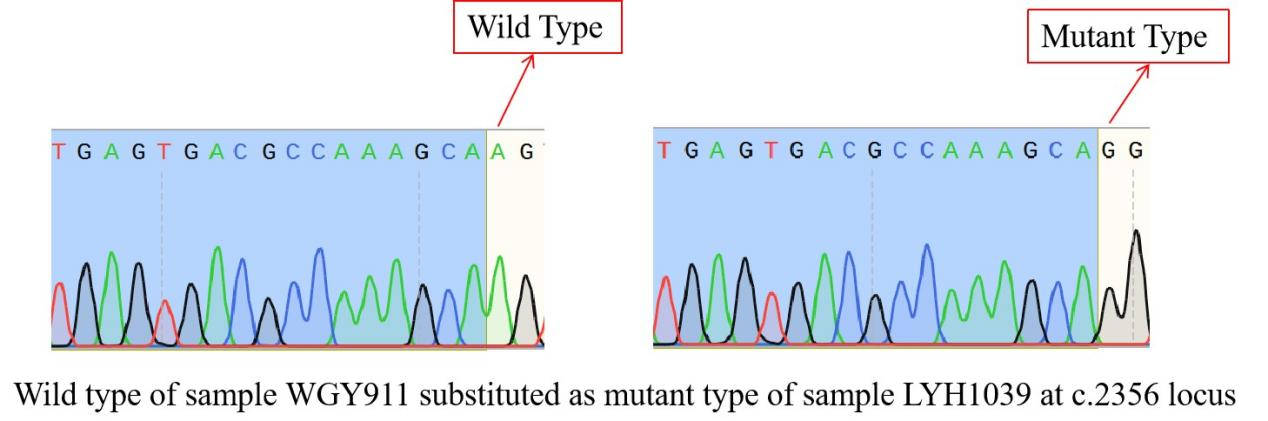 Wild Type
Mutant Type
T G A G T G A C G C C A A A G C A A G
T G A G T G A C G C C A A A G C A G G
Wild type of sample WGY911 substituted as mutant type of sample LYH1039 at c.2356 locus